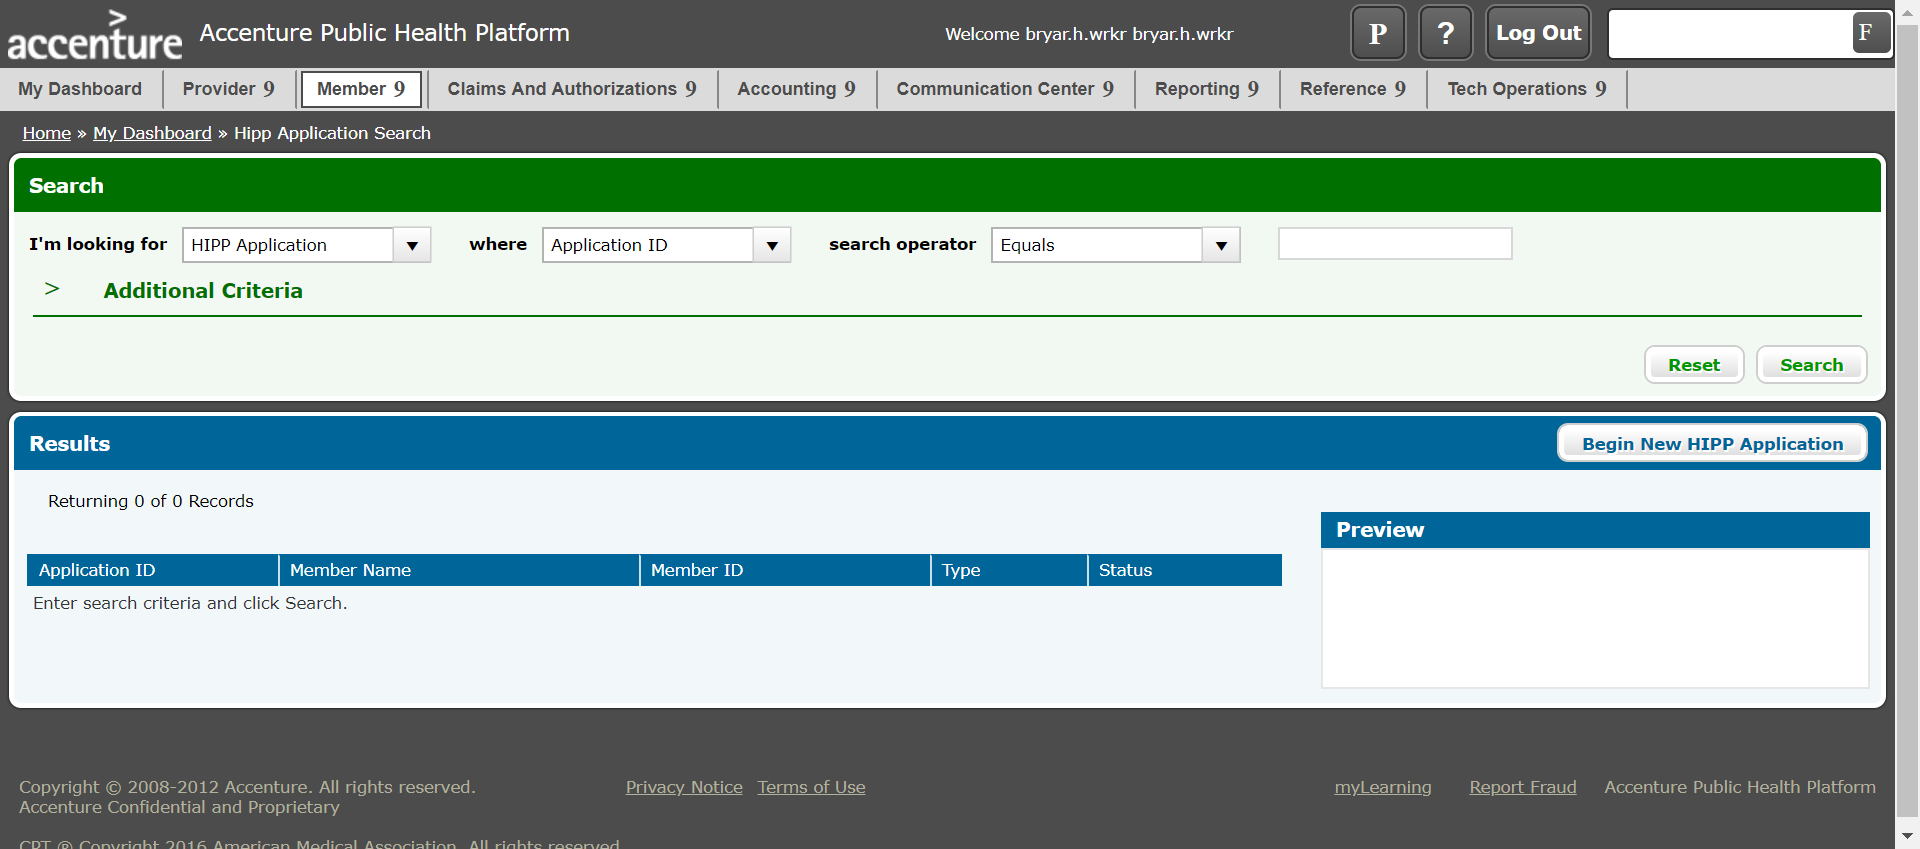 accenture
Accenture Public Health Platform
Welcome bryar.h.wrkr bryar.h.wrkr
P
?
Log Out
F
My Dashboard
Provider 9
Member 9
Claims And Authorizations 9
Accounting 9
Communication Center 9
Reporting 9
Reference 9
Tech Operations 9
Home » My Dashboard » Hipp Application Search
Search
I'm looking for HIPP Application where Application ID search operator Equals
> Additional Criteria
Reset Search
Results
Begin New HIPP Application
Returning 0 of 0 Records
Preview
Application ID Member Name Member ID Type Status
Enter search criteria and click Search.
Copyright © 2008-2012 Accenture. All rights reserved.
Accenture Confidential and Proprietary
Privacy Notice Terms of Use
myLearning Report Fraud Accenture Public Health Platform
CPT ® Copyright 2016 American Medical Association. All rights reserved.